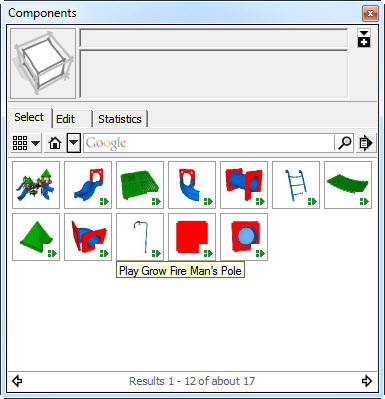 Components
Select Edit Statistics
Google
Play Grow Fire Man's Pole
Results 1 - 12 of about 17